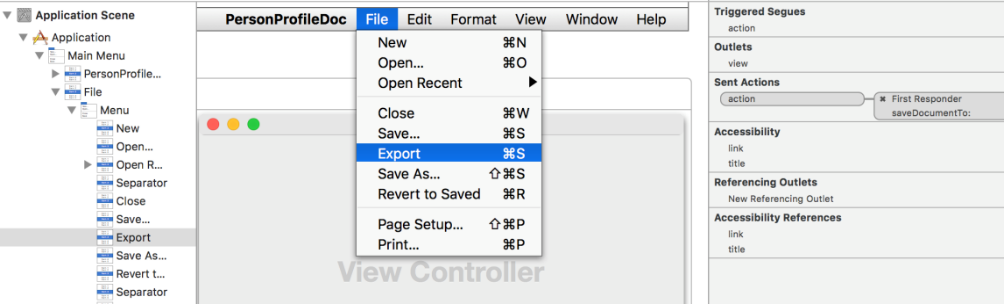 Application Scene
Application
Main Menu
PersonProfile...
File
Menu
New
Open...
Open R...
Separator
Close
Save...
Export
Save As...
Revert t...
Separator
PersonProfileDoc File Edit Format View Window Help
New ⌘N
Open... ⌘O
Open Recent
Close ⌘W
Save... ⌘S
Export ⌘S
Save As... ⇧⌘S
Revert to Saved ⌘R
Page Setup... ⇧⌘P
Print... ⌘P
View Controller
Triggered Segues
action
Outlets
view
Sent Actions
action
First Responder
saveDocumentTo:
Accessibility
link
title
Referencing Outlets
New Referencing Outlet
Accessibility References
link
title